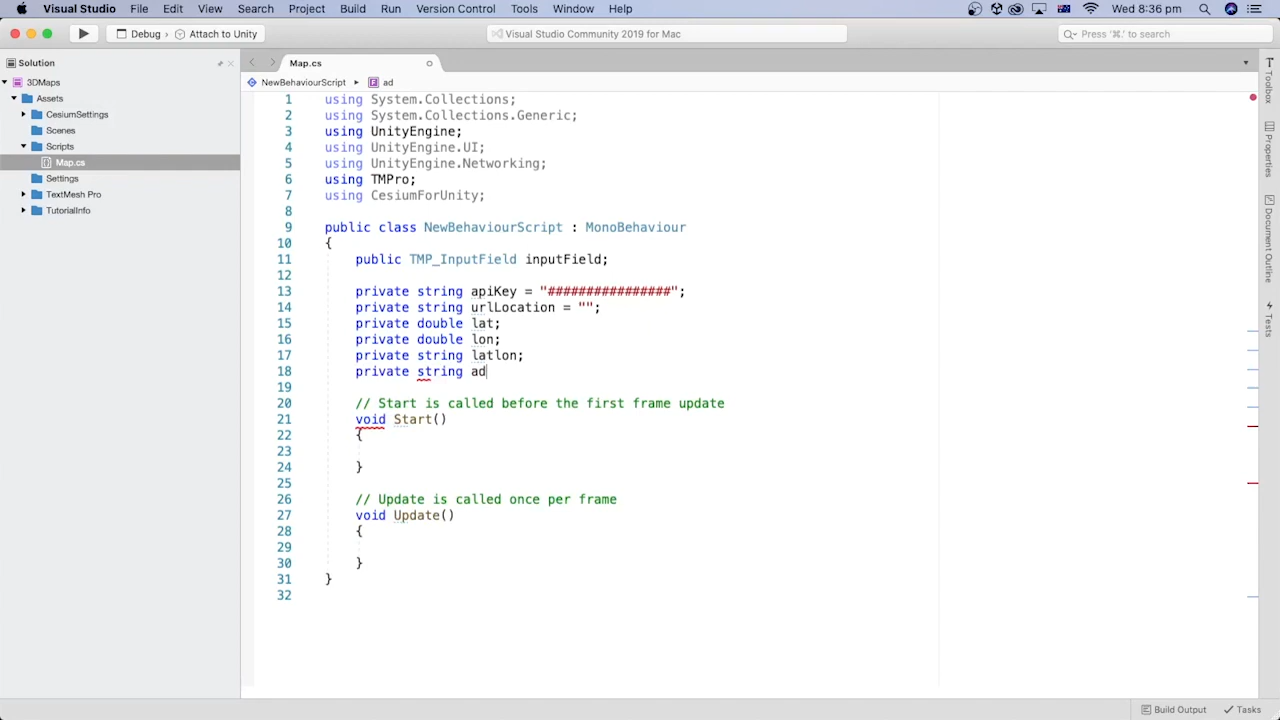 Visual Studio File Edit View Search Project Build Run Version Control Tools Window Help Wed 8:36 pm
Debug Attach to Unity Visual Studio Community 2019 for Mac Press '⌘.' to search
Solution
Map.cs
NewBehaviourScript ad
3DMaps
Assets
CesiumSettings
Scenes
Scripts
Map.cs
Settings
TextMesh Pro
TutorialInfo
1 using System.Collections;
2 using System.Collections.Generic;
3 using UnityEngine;
4 using UnityEngine.UI;
5 using UnityEngine.Networking;
6 using TMPro;
7 using CesiumForUnity;
8
9 public class NewBehaviourScript : MonoBehaviour
10 {
11 public TMP_InputField inputField;
12
13 private string apiKey = "################";
14 private string urlLocation = "";
15 private double lat;
16 private double lon;
17 private string latlon;
18 private string ad
19
20 // Start is called before the first frame update
21 void Start()
22 {
23
24 }
25
26 // Update is called once per frame
27 void Update()
28 {
29
30 }
31 }
32
Toolbox
Properties
Document Outline
Tests
Build Output Tasks